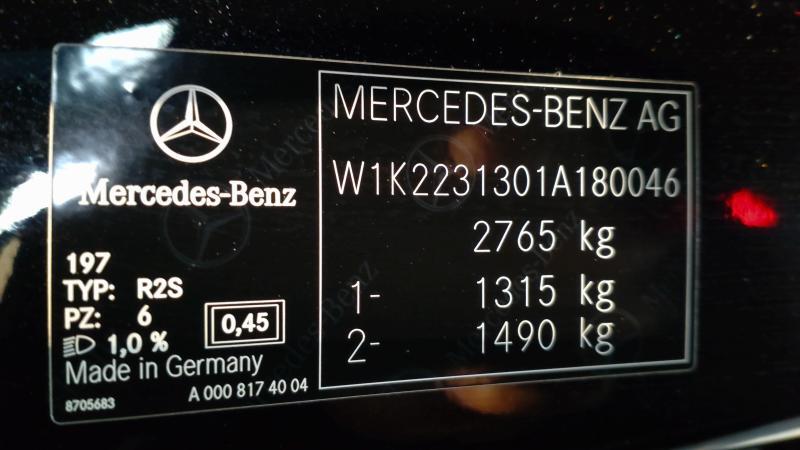 Mercedes-Benz
197
TYP: R2S
PZ: 6
0,45
1,0 %
Made in Germany
A 000 817 40 04
8705683
MERCEDES-BENZ AG
W1K2231301A180046
2765 kg
1- 1315 kg
2- 1490 kg